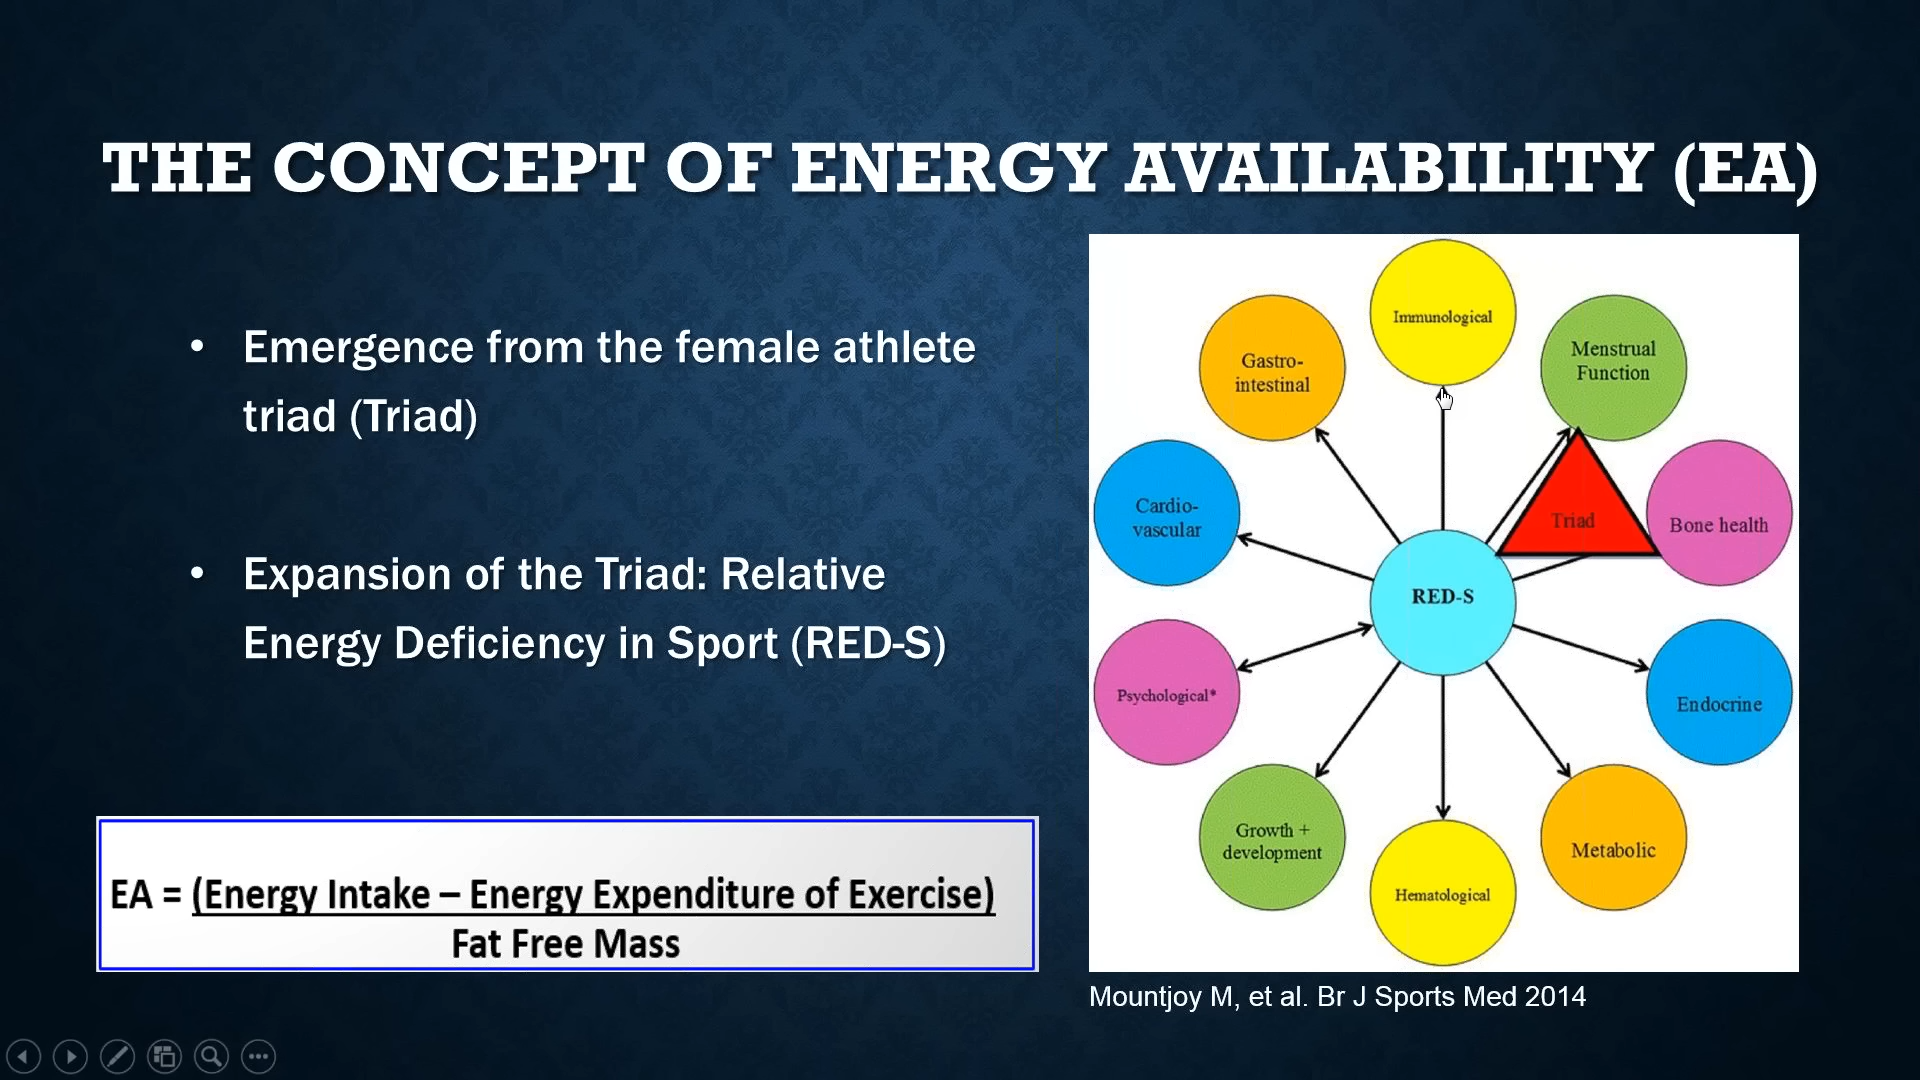 THE CONCEPT OF ENERGY AVAILABILITY (EA)
• Emergence from the female athlete
triad (Triad)
• Expansion of the Triad: Relative
Energy Deficiency in Sport (RED-S)
EA = (Energy Intake – Energy Expenditure of Exercise)
Fat Free Mass
Immunological
Menstrual
Function
Gastro-
intestinal
Triad
Bone health
Cardio-
vascular
RED-S
Psychological*
Endocrine
Growth +
development
Metabolic
Hematological
Mountjoy M, et al. Br J Sports Med 2014